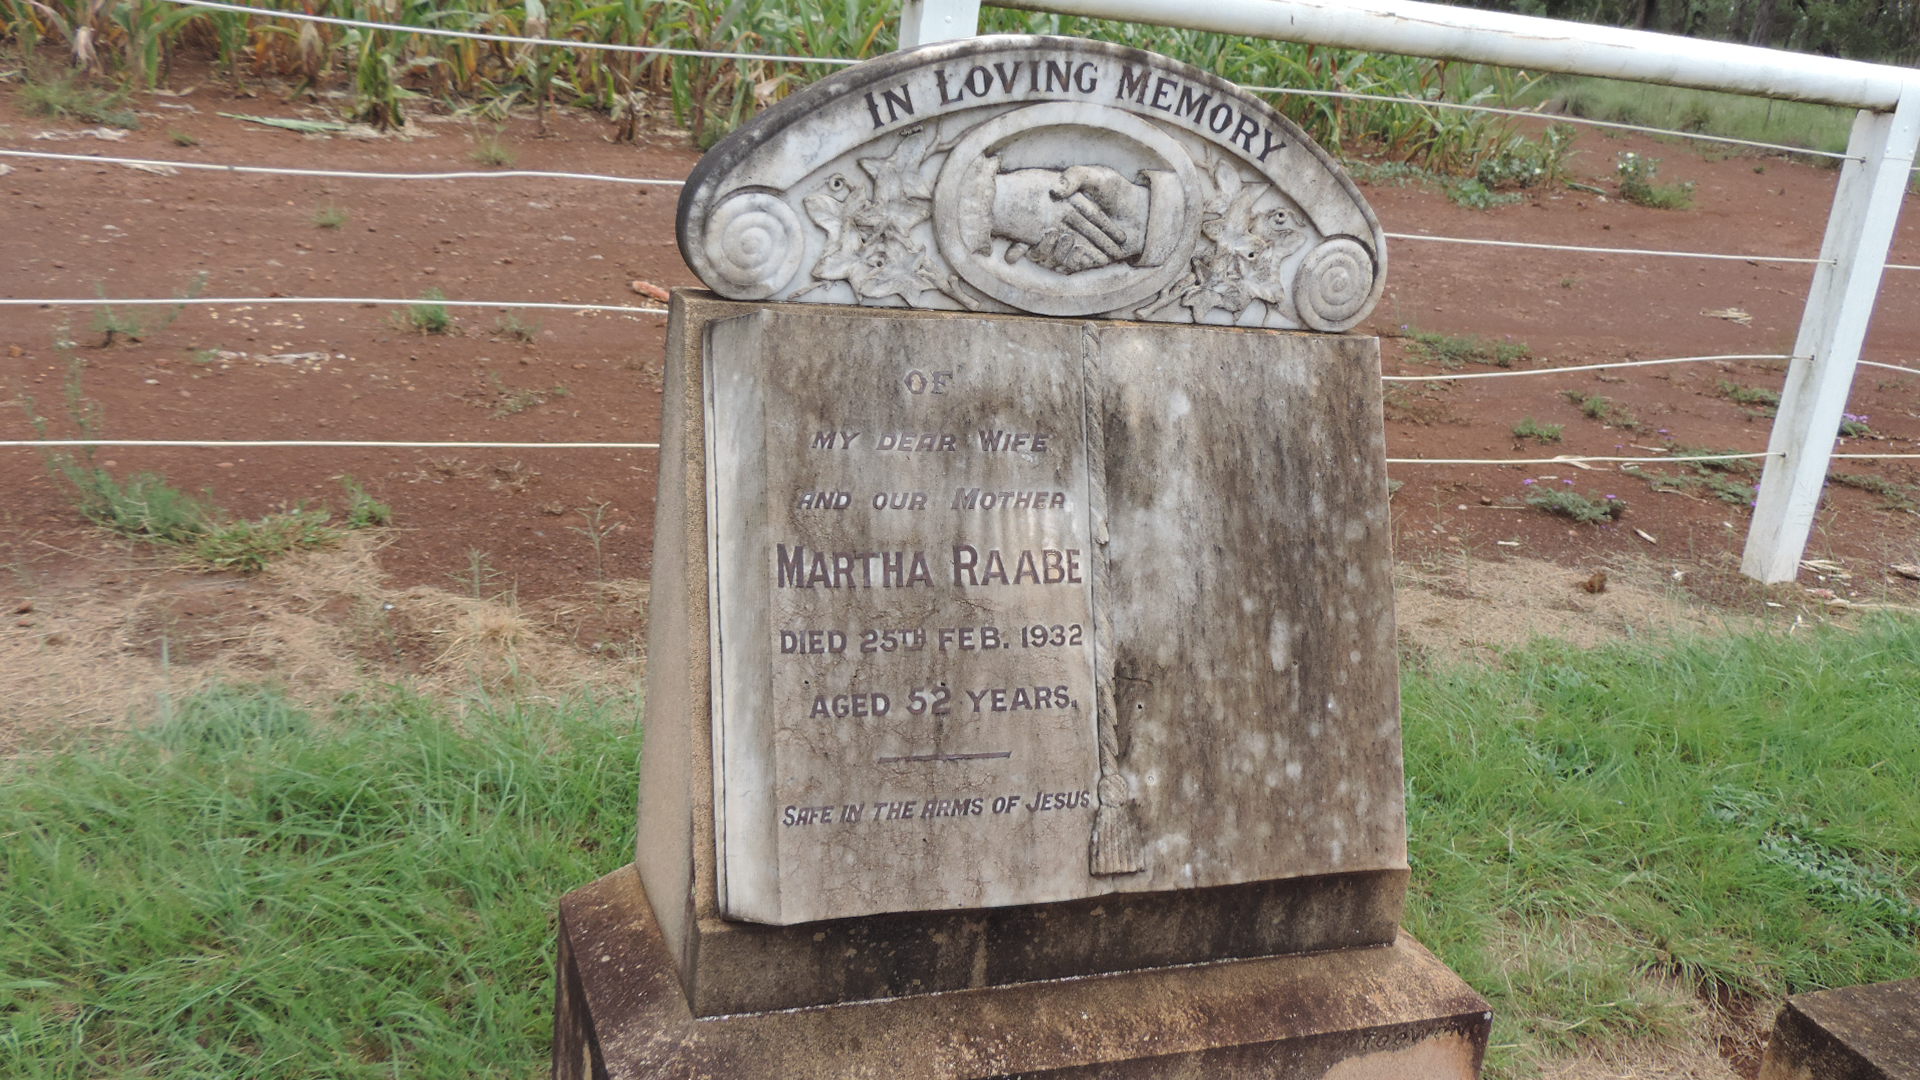 IN LOVING MEMORY
OF
MY DEAR WIFE
AND OUR MOTHER
MARTHA RAABE
DIED 25TH FEB. 1932
AGED 52 YEARS.
SAFE IN THE ARMS OF JESUS